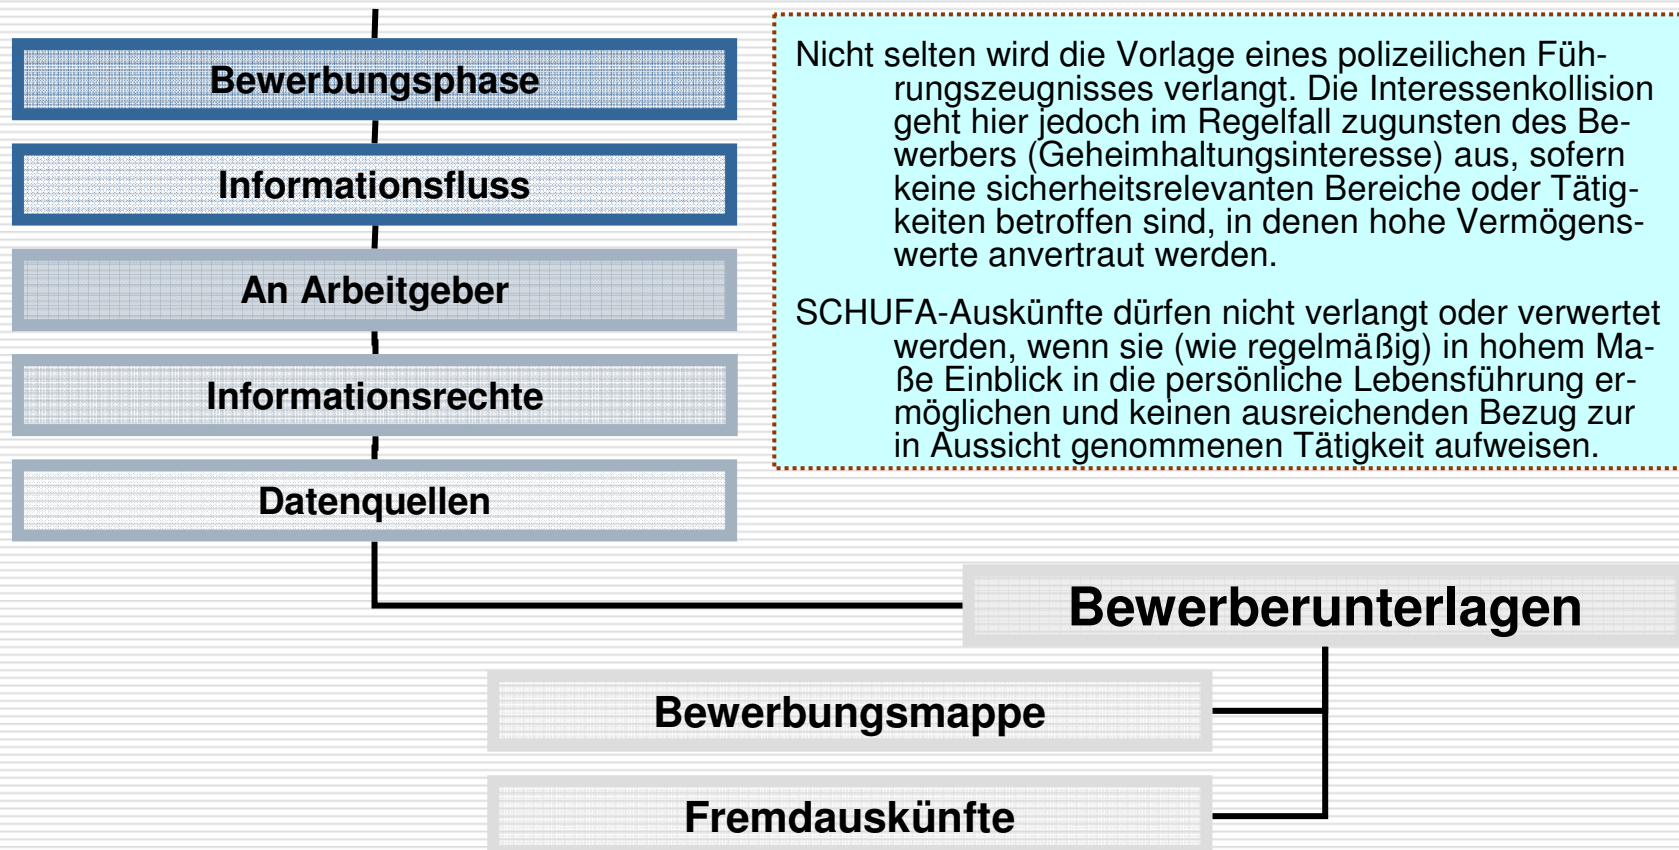 Bewerbungsphase
Informationsfluss
An Arbeitgeber
Informationsrechte
Datenquellen
Nicht selten wird die Vorlage eines polizeilichen Füh-
rungszeugnisses verlangt. Die Interessenkollision
geht hier jedoch im Regelfall zugunsten des Be-
werbers (Geheimhaltungsinteresse) aus, sofern
keine sicherheitsrelevanten Bereiche oder Tätig-
keiten betroffen sind, in denen hohe Vermögens-
werte anvertraut werden.
SCHUFA-Auskünfte dürfen nicht verlangt oder verwertet
werden, wenn sie (wie regelmäßig) in hohem Ma-
ße Einblick in die persönliche Lebensführung er-
möglichen und keinen ausreichenden Bezug zur
in Aussicht genommenen Tätigkeit aufweisen.
Bewerberunterlagen
Bewerbungsmappe
Fremdauskünfte